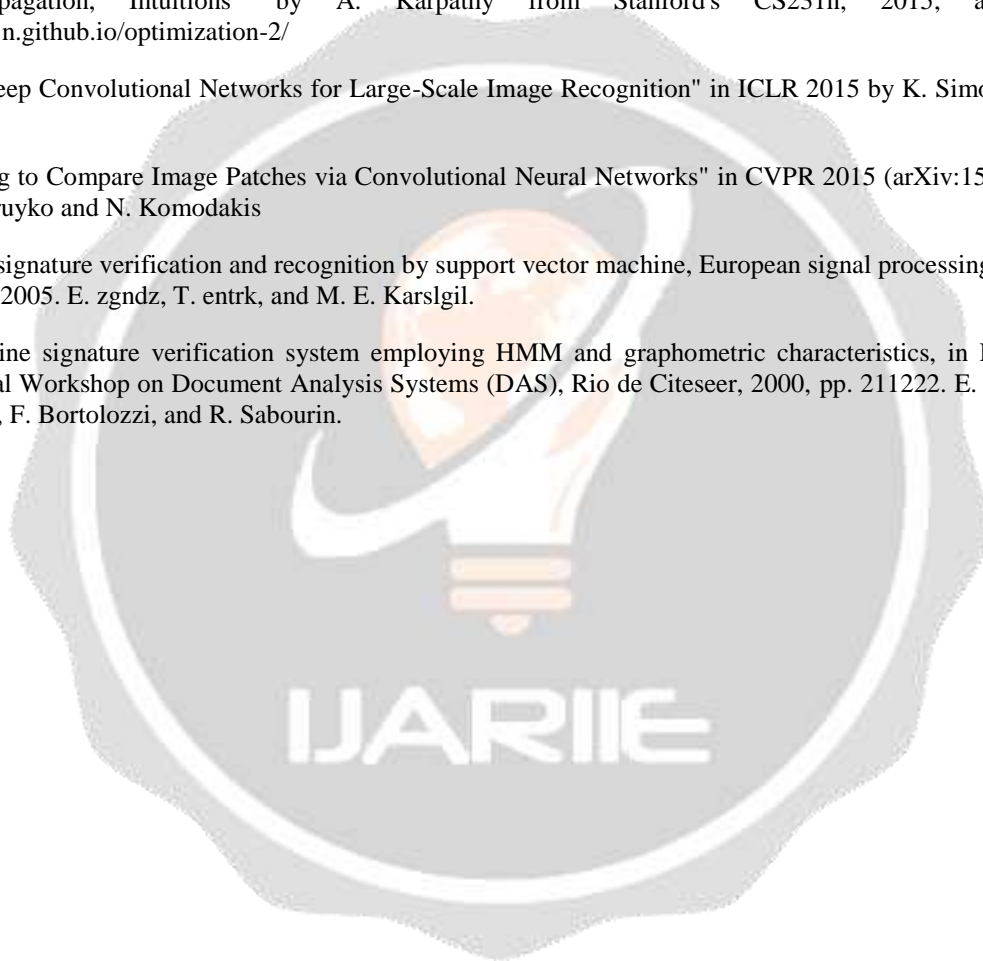 Intuitions" by A. Karpathy from Stanford's CS231n, 2015,
n.github.io/optimization-2/
eep Convolutional Networks for Large-Scale Image Recognition" in ICLR 2015 by K. Simo
g to Compare Image Patches via Convolutional Neural Networks" in CVPR 2015 (arXiv:15
ruyko and N. Komodakis
signature verification and recognition by support vector machine, European signal processing
2005. E. zgndz, T. entrk, and M. E. Karslgil.
ine signature verification system employing HMM and graphometric characteristics, in
al Workshop on Document Analysis Systems (DAS), Rio de Citeseer, 2000, pp. 211222. E.
, F. Bortolozzi, and R. Sabourin.
IJARIIE